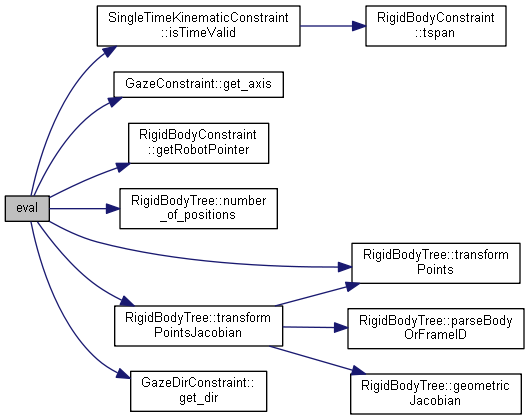 SingleTimeKinematicConstraint
::isTimeValid
RigidBodyConstraint
::tspan
GazeConstraint::get_axis
RigidBodyConstraint
::getRobotPointer
eval
RigidBodyTree::number
_of_positions
RigidBodyTree::transform
Points
RigidBodyTree::transform
PointsJacobian
RigidBodyTree::parseBody
OrFrameID
GazeDirConstraint::
get_dir
RigidBodyTree::geometric
Jacobian